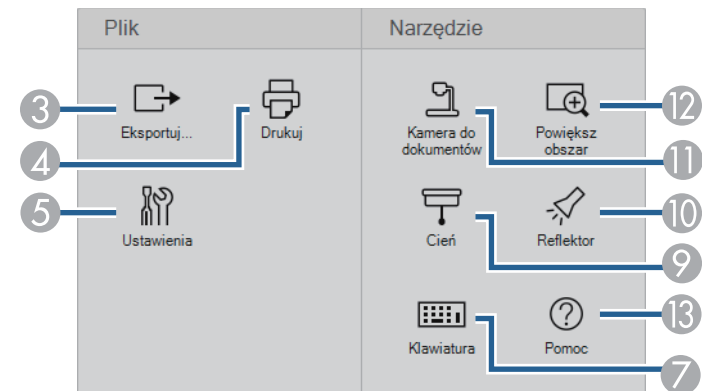 Plik Narzędzie
3 Eksportuj... Drukuj Kamera do dokumentów Powiększ obszar 12
4 11
5 Ustawienia Cień Reflektor 10
9
Klawiatura Pomoc 13
7